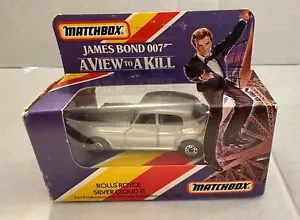 MATCHBOX
JAMES BOND 007
A VIEW TO A KILL
ROLLS ROYCE
SILVER CLOUD II
MATCHBOX